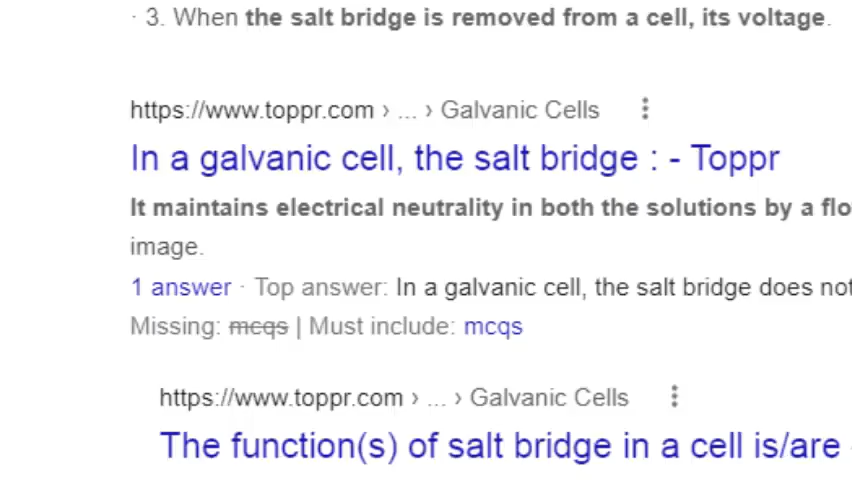 · 3. When the salt bridge is removed from a cell, its voltage.
https://www.toppr.com › ... › Galvanic Cells
In a galvanic cell, the salt bridge : - Toppr
It maintains electrical neutrality in both the solutions by a flo
image.
1 answer · Top answer: In a galvanic cell, the salt bridge does not
Missing: mcqs | Must include: mcqs
https://www.toppr.com › ... › Galvanic Cells
The function(s) of salt bridge in a cell is/are